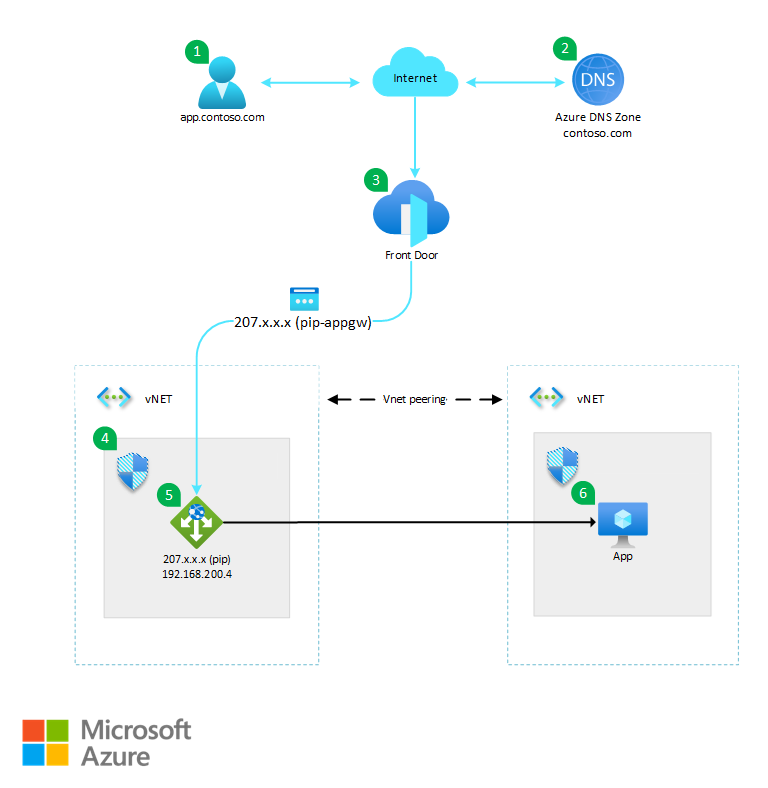 1
2
Internet
DNS
app.contoso.com
Azure DNS Zone
contoso.com
3
Front Door
207.x.x.x (pip-appgw)
vNET
Vnet peering
vNET
4
5
6
207.x.x.x (pip)
192.168.200.4
App
Microsoft
Azure